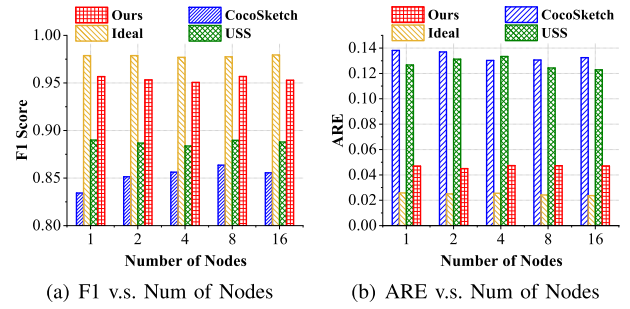 Ours CocoSketch
Ideal USS
1.00
0.95
0.90
0.85
0.80
F1 Score
1 2 4 8 16
Number of Nodes
(a) F1 v.s. Num of Nodes
Ours CocoSketch
Ideal USS
0.14
0.12
0.10
0.08
0.06
0.04
0.02
0.00
ARE
1 2 4 8 16
Number of Nodes
(b) ARE v.s. Num of Nodes